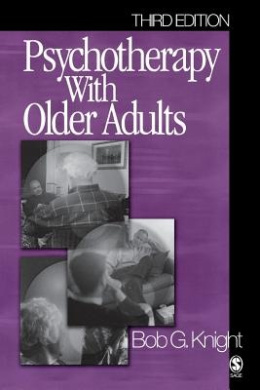 THIRD EDITION
Psychotherapy
With
Older Adults
Bob G. Knight
SAGE